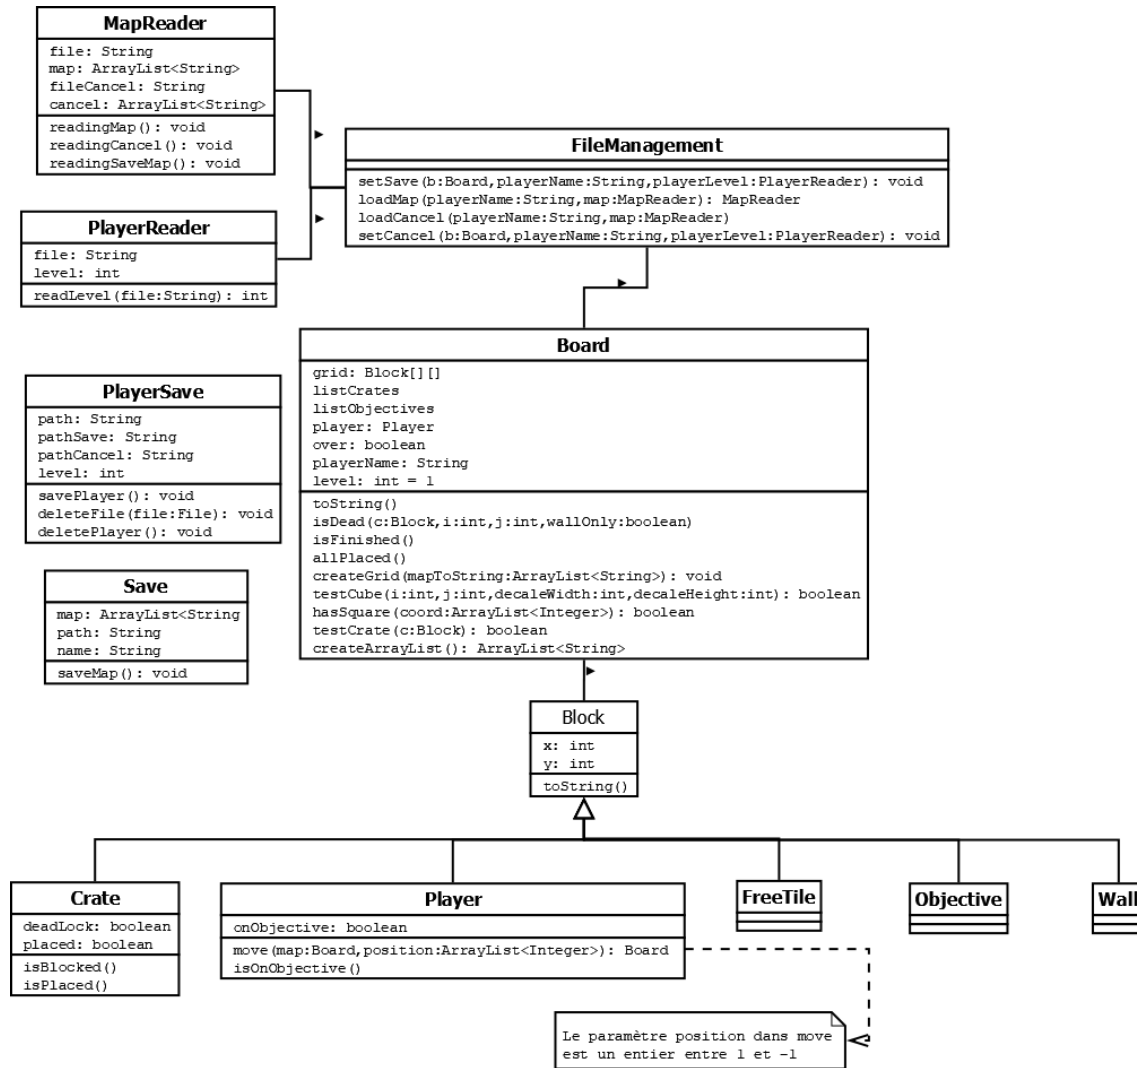 MapReader
file: String
map: ArrayList<String>
fileCancel: String
cancel: ArrayList<String>
readingMap(): void
readingCancel(): void
readingSaveMap(): void
FileManagement
setSave(b:Board,playerName:String,playerLevel:PlayerReader): void
loadMap(playerName:String,map:MapReader): MapReader
loadCancel(playerName:String,map:MapReader)
setCancel(b:Board,playerName:String,playerLevel:PlayerReader): void
PlayerReader
file: String
level: int
readLevel(file:String): int
Board
grid: Block[][]
listCrates
listObjectives
player: Player
over: boolean
playerName: String
level: int = 1
toString()
isDead(c:Block,i:int,j:int,wallOnly:boolean)
isFinished()
allPlaced()
createGrid(mapToString:ArrayList<String>): void
testCube(i:int,j:int,decaleWidth:int,decaleHeight:int): boolean
hasSquare(coord:ArrayList<Integer>): boolean
testCrate(c:Block): boolean
createArrayList(): ArrayList<String>
PlayerSave
path: String
pathSave: String
pathCancel: String
level: int
savePlayer(): void
deleteFile(file:File): void
deletePlayer(): void
Save
map: ArrayList<String
path: String
name: String
saveMap(): void
Block
x: int
y: int
toString()
Crate
deadLock: boolean
placed: boolean
isBlocked()
isPlaced()
Player
onObjective: boolean
move(map:Board,position:ArrayList<Integer>): Board
isOnObjective()
FreeTile
Objective
Wall
Le paramètre position dans move
est un entier entre 1 et -1